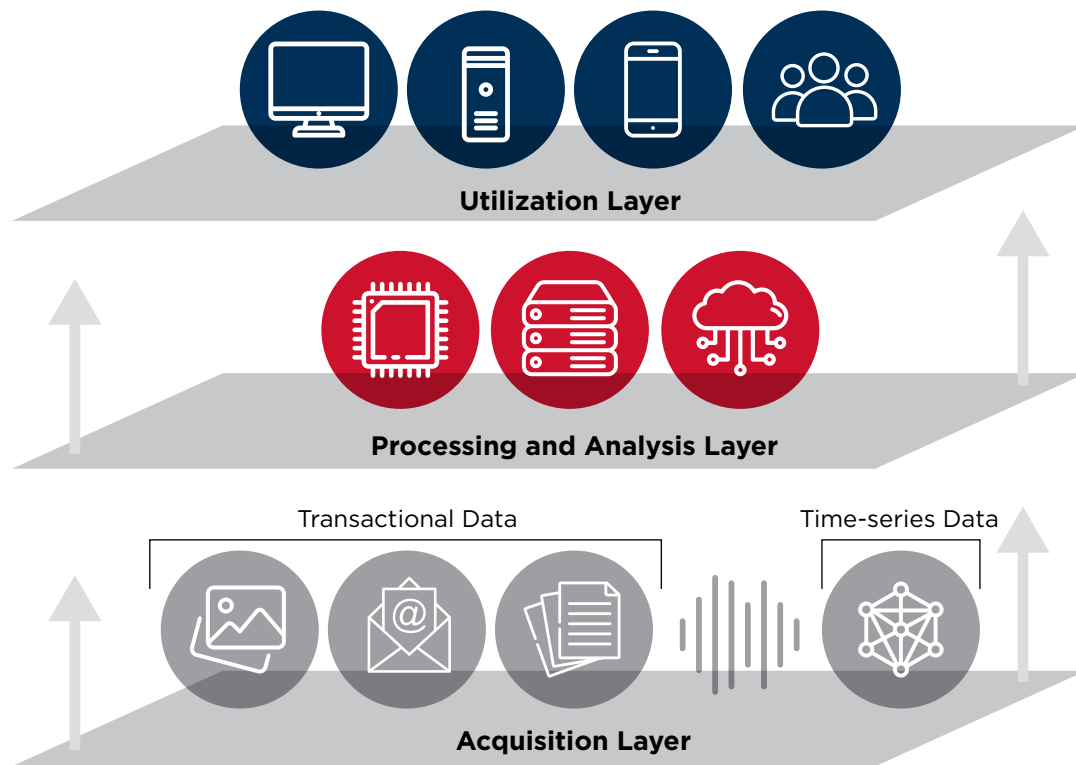 Utilization Layer
Processing and Analysis Layer
Transactional Data
Time-series Data
@
Acquisition Layer